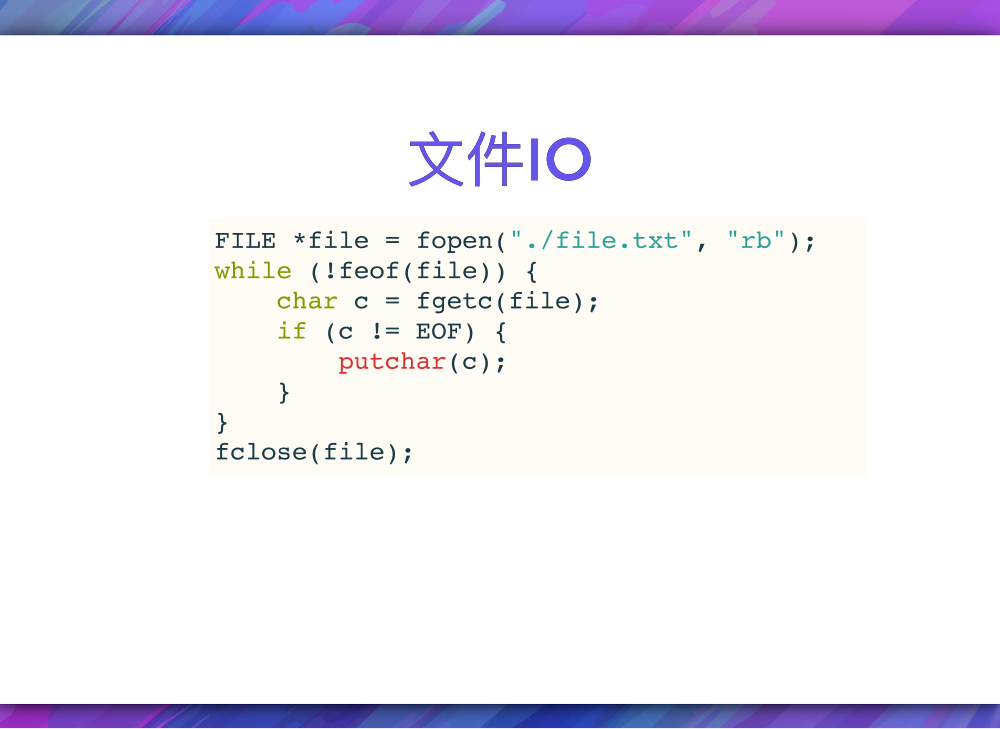 文件IO
FILE *file = fopen("./file.txt", "rb");
while (!feof(file)) {
    char c = fgetc(file);
    if (c != EOF) {
        putchar(c);
    }
}
fclose(file);